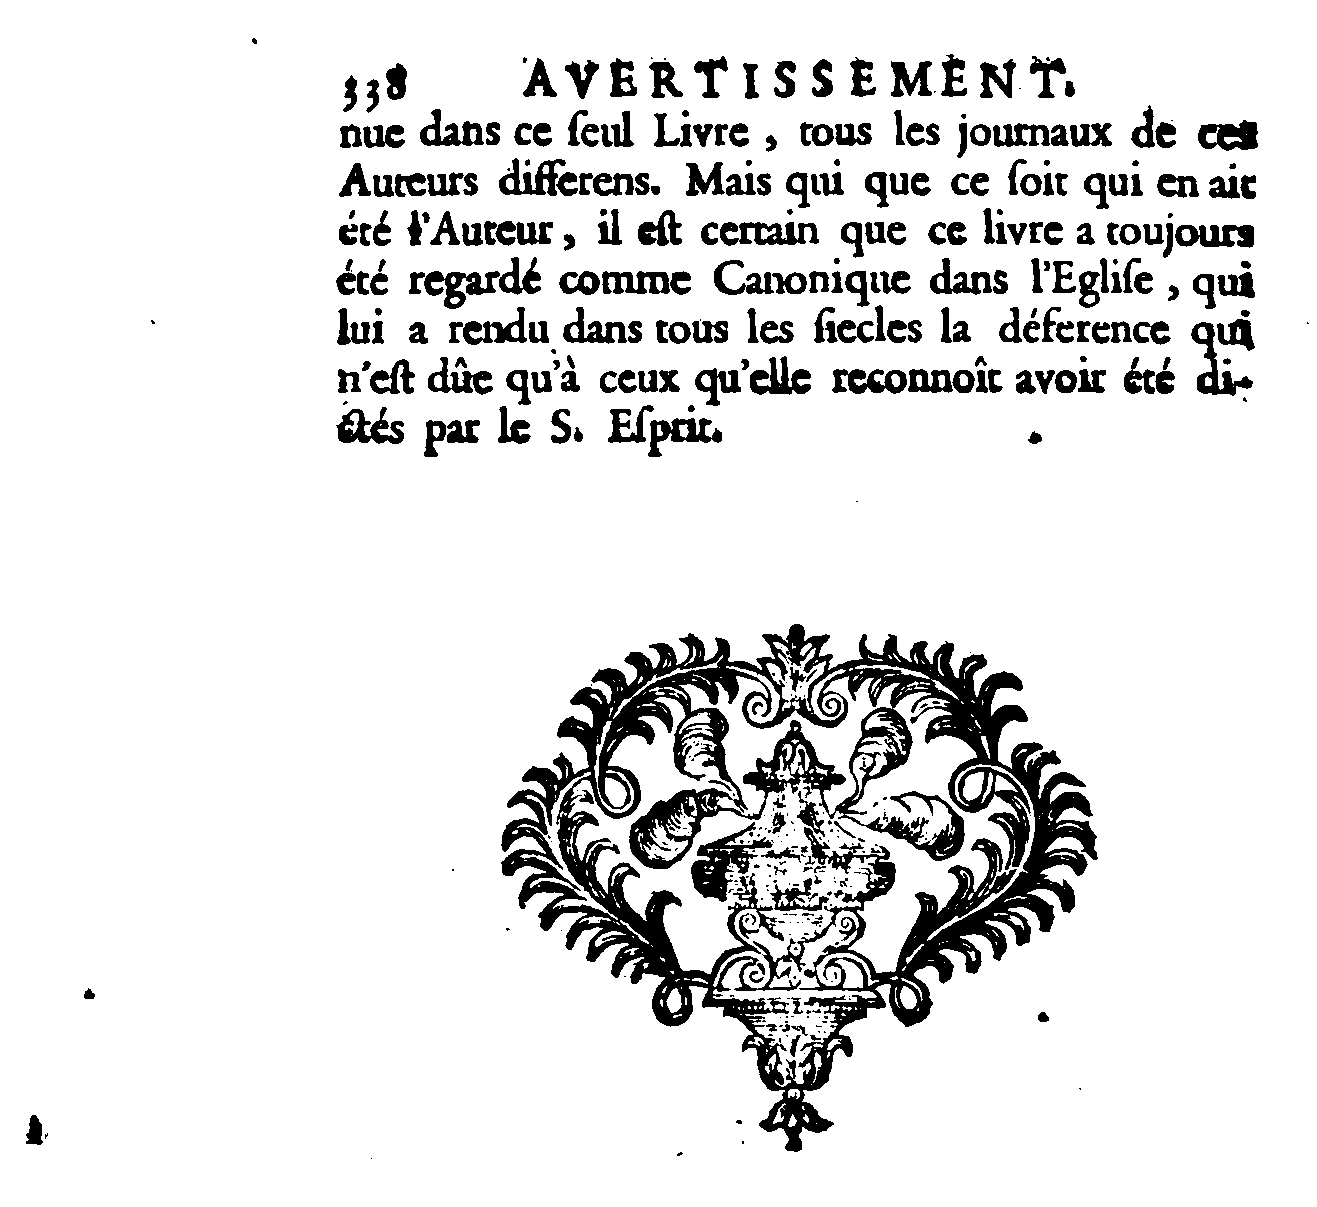 338 AVERTISSEMENT.
nue dans ce ſeul Livre, tous les journaux de ces
Auteurs differens. Mais qui que ce ſoit qui en ait
été l'Auteur, il eſt certain que ce livre a toujours
été regardé comme Canonique dans l'Egliſe, qui
lui a rendu dans tous les ſiecles la déference qui
n'eſt dûe qu'à ceux qu'elle reconnoît avoir été di-
ctés par le S. Eſprit.